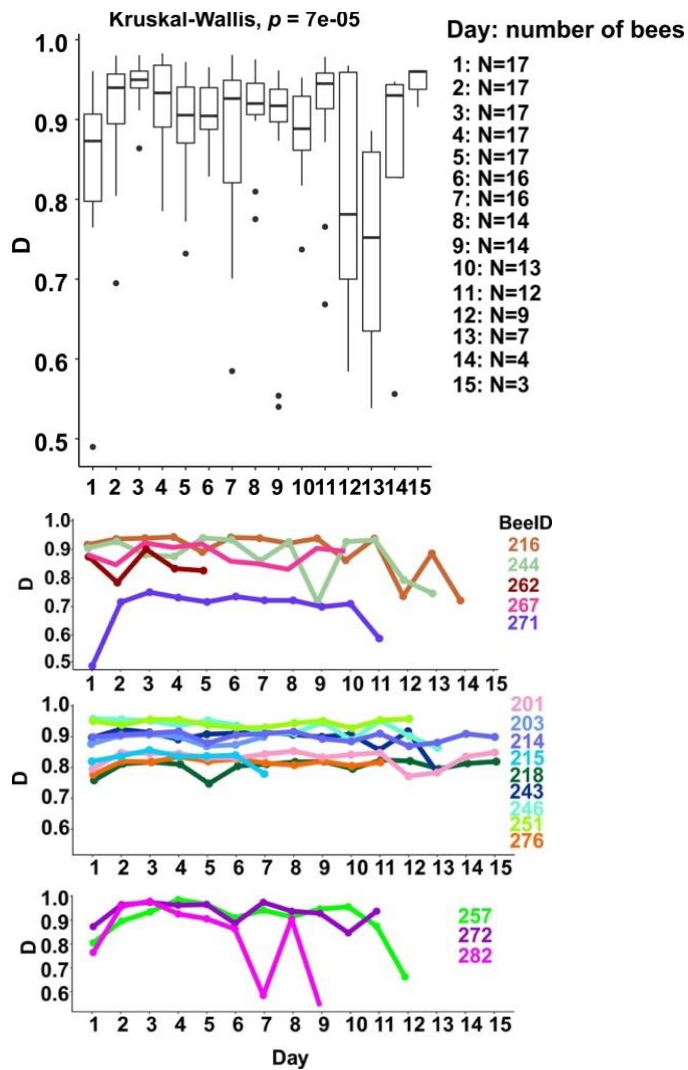 Kruskal-Wallis, p = 7e-05
Day: number of bees
1: N=17
2: N=17
3: N=17
4: N=17
5: N=17
6: N=16
7: N=16
8: N=14
9: N=14
10: N=13
11: N=12
12: N=9
13: N=7
14: N=4
15: N=3
1.0
0.9
0.8
0.7
0.6
0.5
D
1 2 3 4 5 6 7 8 9 10 11 12 13 14 15
1.0
0.9
0.8
0.7
0.6
0.5
D
1 2 3 4 5 6 7 8 9 10 11 12 13 14 15
BeeID
216
244
262
267
271
1.0
0.9
0.8
0.7
0.6
D
1 2 3 4 5 6 7 8 9 10 11 12 13 14 15
201
203
214
215
218
243
246
251
276
1.0
0.9
0.8
0.7
0.6
D
1 2 3 4 5 6 7 8 9 10 11 12 13 14 15
257
272
282
Day